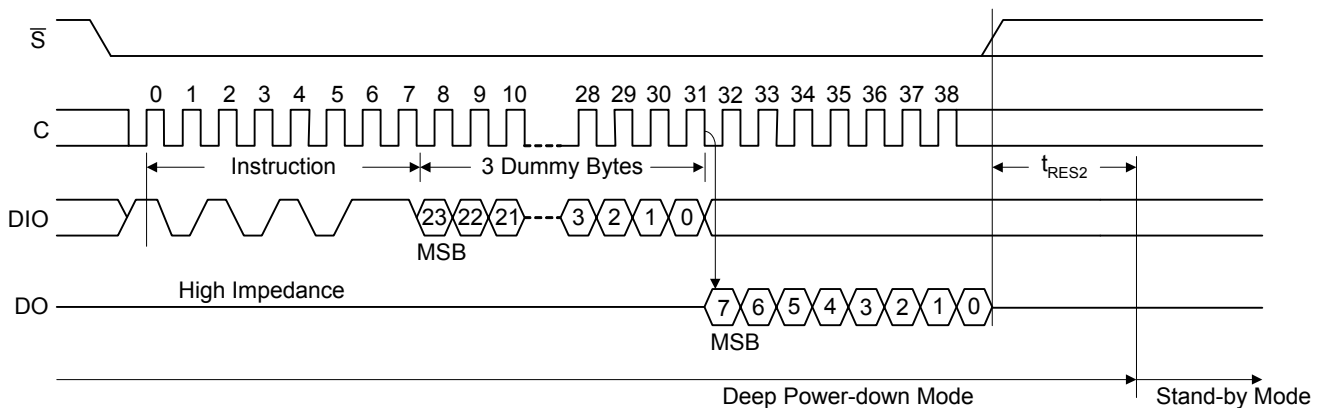 S
0 1 2 3 4 5 6 7 8 9 10 28 29 30 31 32 33 34 35 36 37 38
C
Instruction 3 Dummy Bytes tRES2
DIO 23 22 21 3 2 1 0
MSB
High Impedance
DO 7 6 5 4 3 2 1 0
MSB
Deep Power-down Mode Stand-by Mode